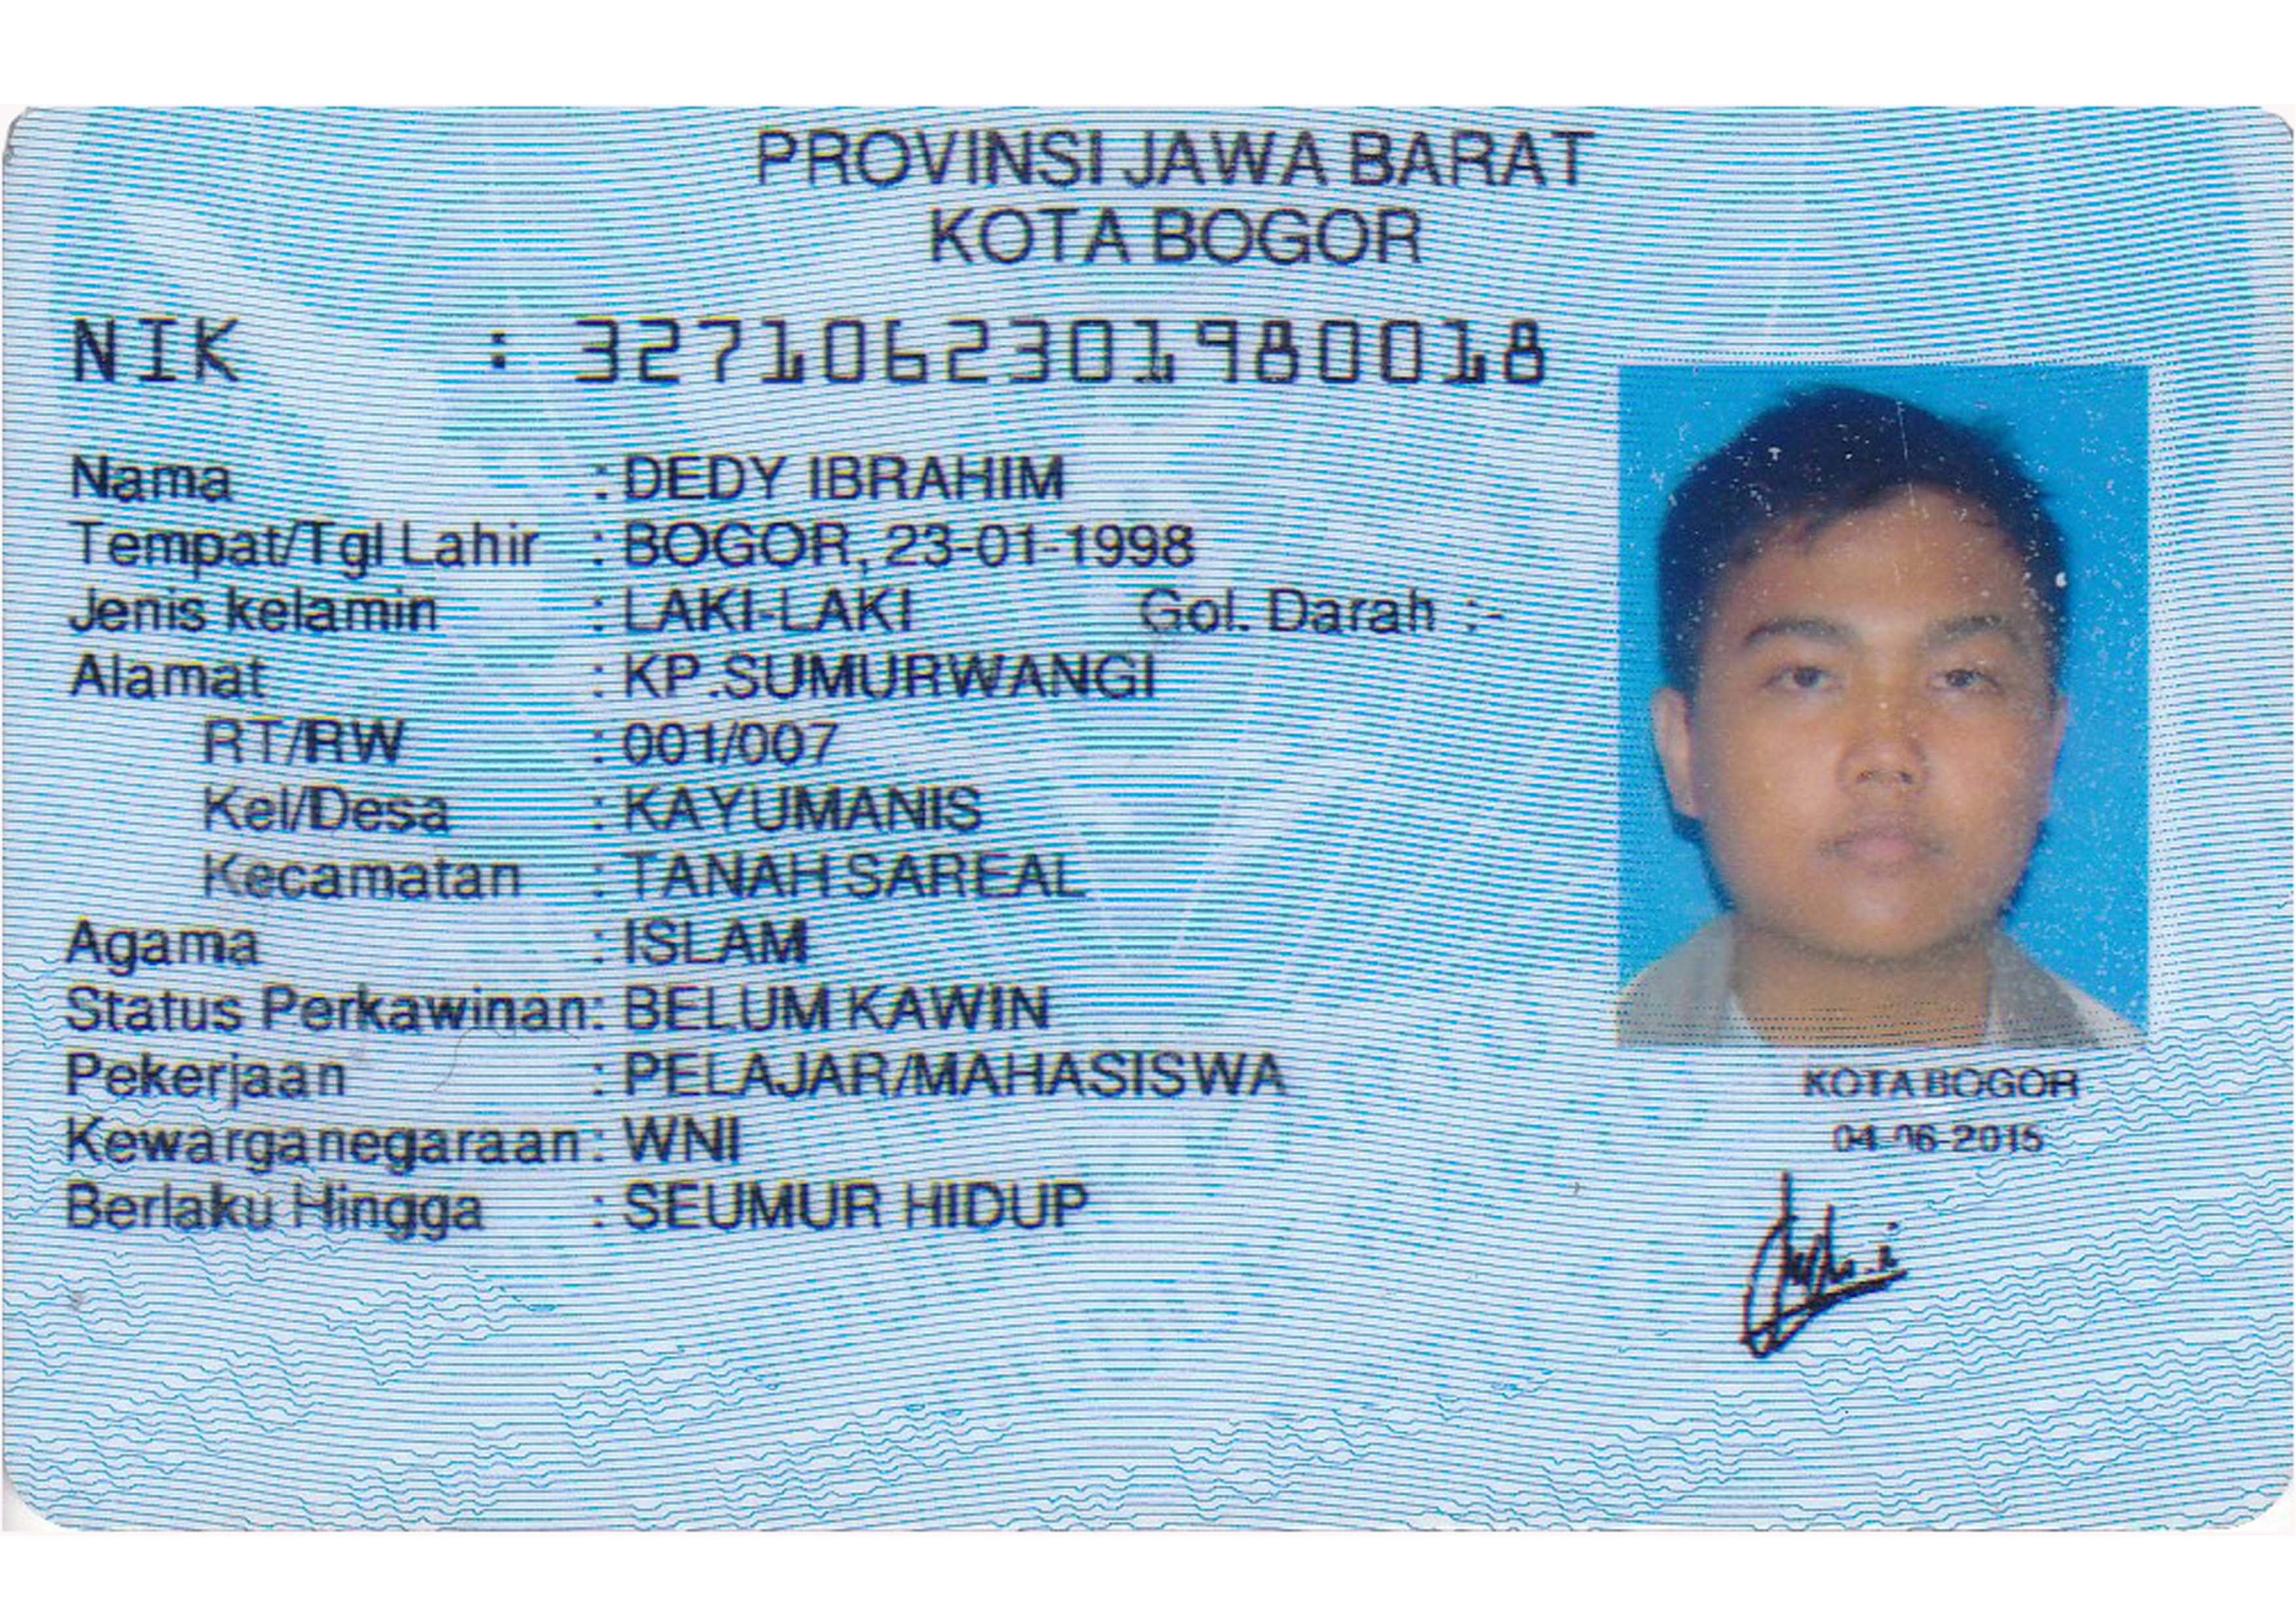 PROVINSI JAWA BARAT
KOTA BOGOR
NIK : 3271062301980018
Nama : DEDY IBRAHIM
Tempat/Tgl Lahir : BOGOR, 23-01-1998
Jenis kelamin : LAKI-LAKI Gol. Darah :-
Alamat : KP.SUMURWANGI
RT/RW : 001/007
Kel/Desa : KAYUMANIS
Kecamatan : TANAH SAREAL
Agama : ISLAM
Status Perkawinan: BELUM KAWIN
Pekerjaan : PELAJAR/MAHASISWA
Kewarganegaraan: WNI
Berlaku Hingga : SEUMUR HIDUP
KOTA BOGOR
04-06-2015